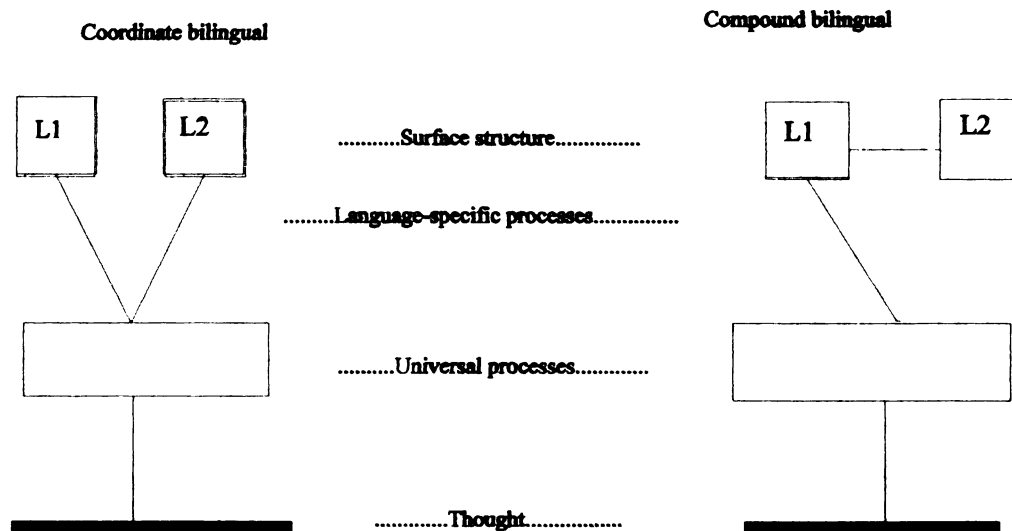 Coordinate bilingual
Compound bilingual
L1
L2
..........Surface structure...............
L1
L2
.........Language-specific processes...............
..........Universal processes.............
.............Thought.................